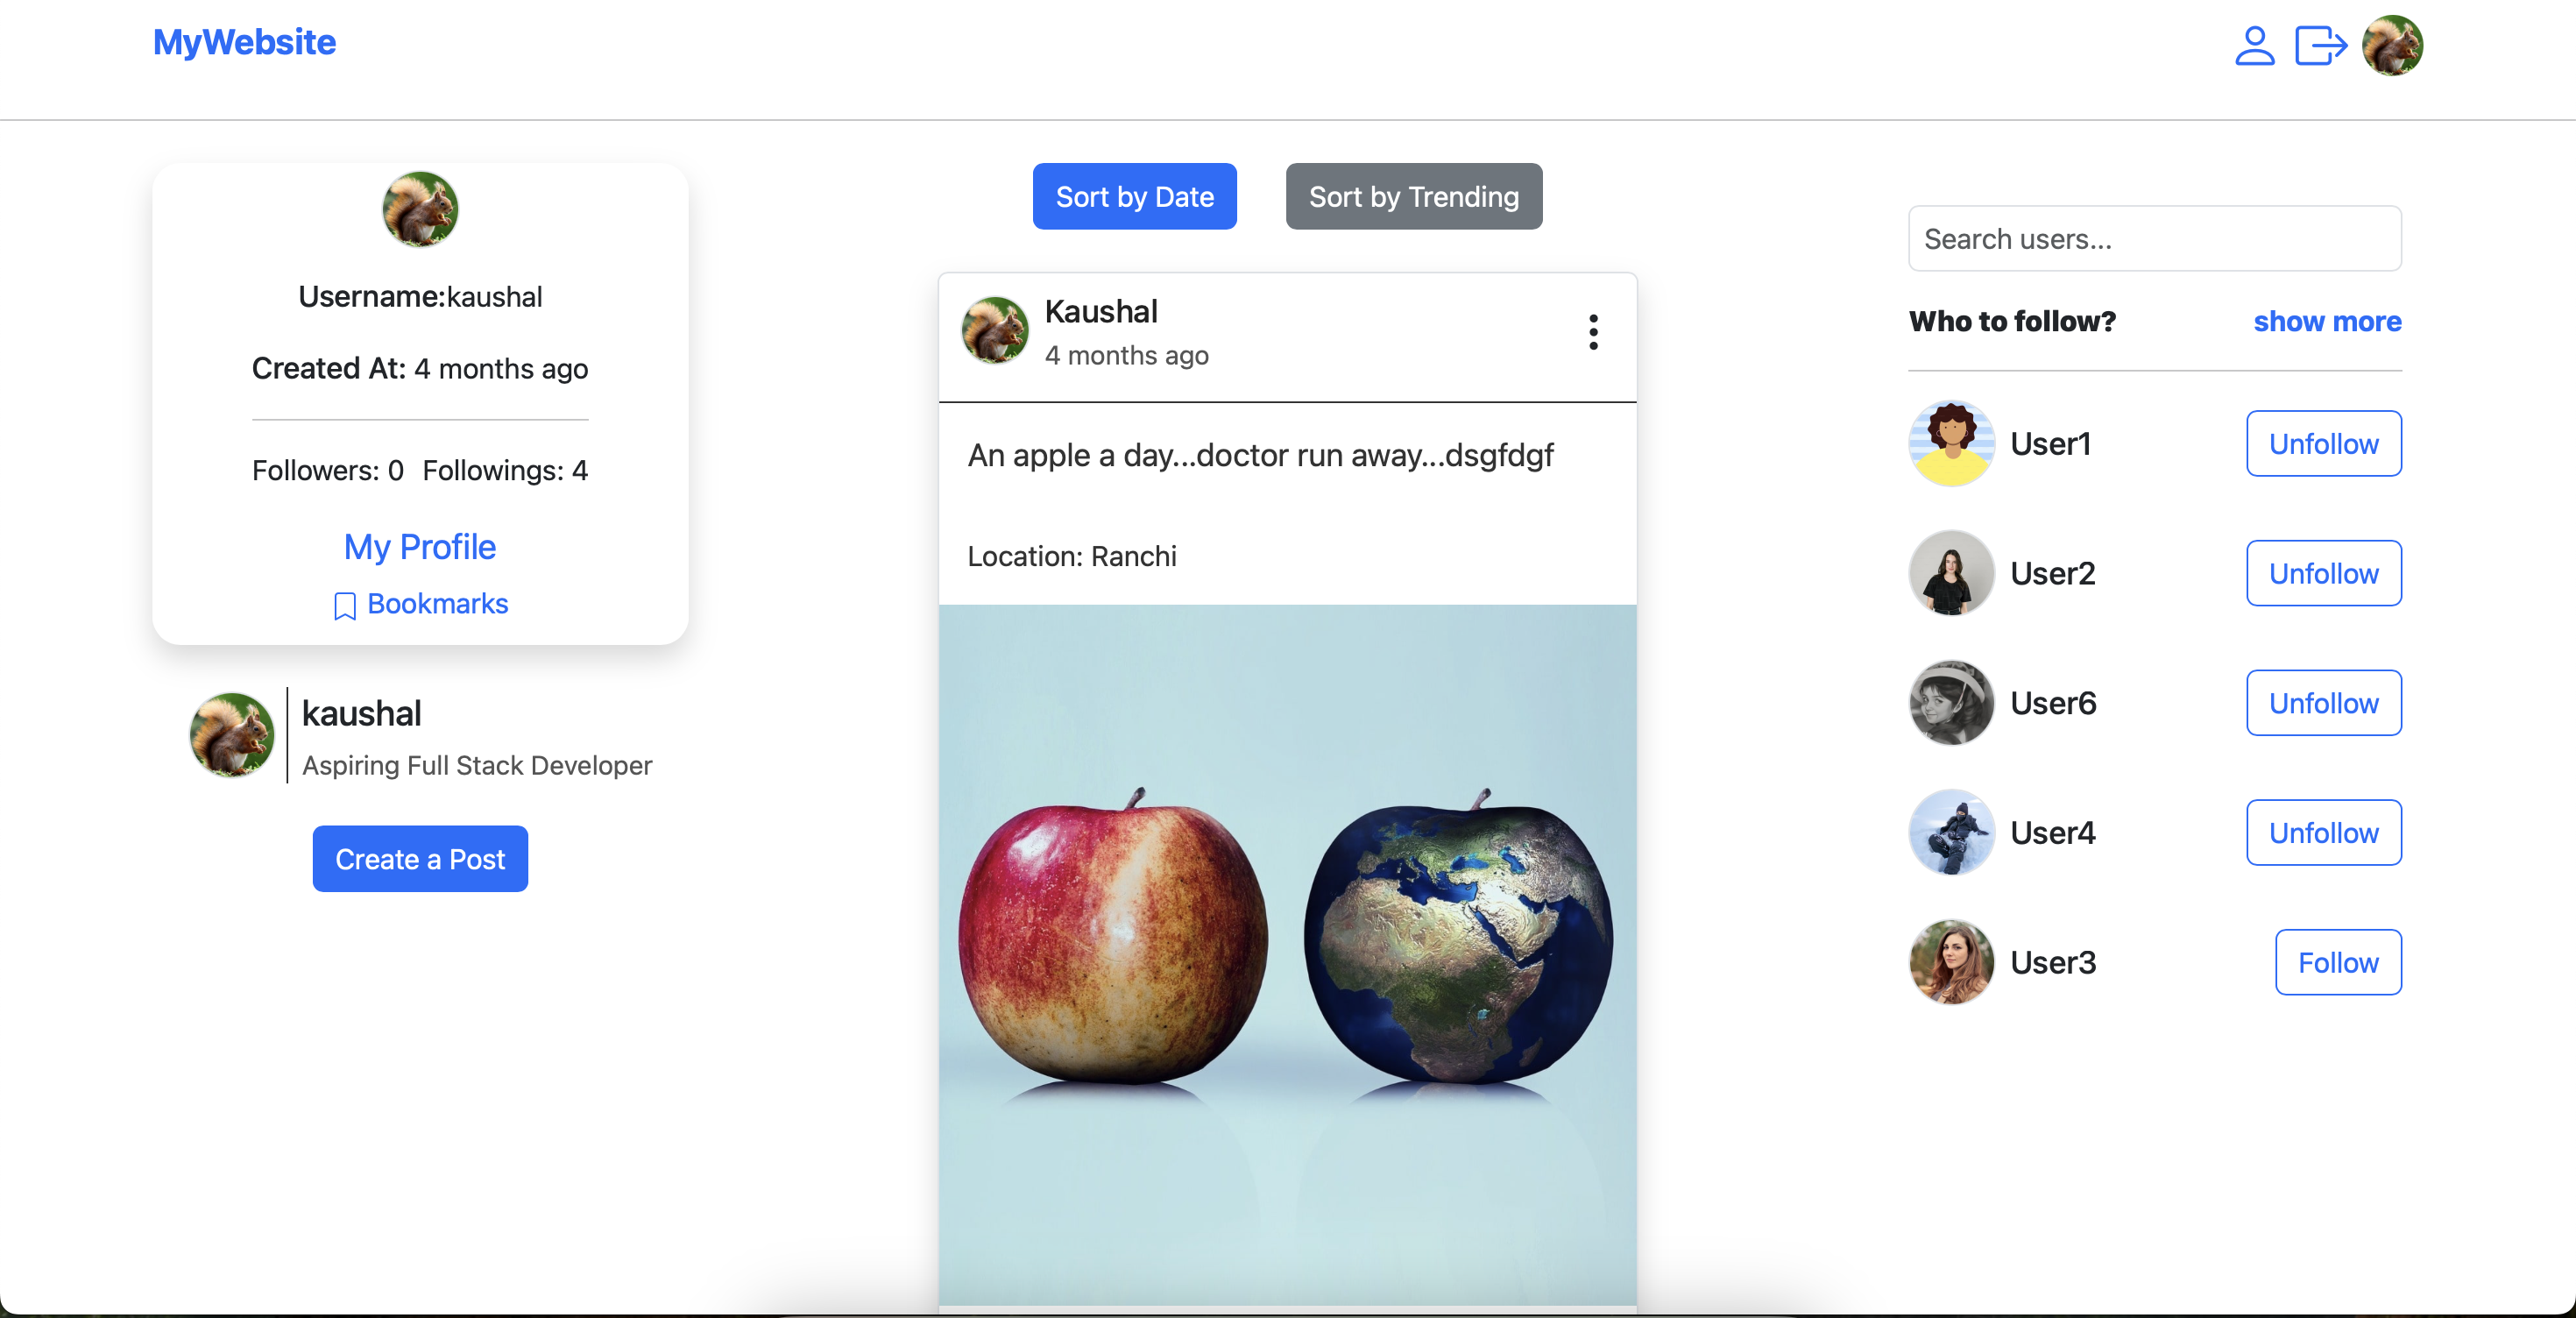 MyWebsite
Username:kaushal
Created At: 4 months ago
Followers: 0 Followings: 4
My Profile
Bookmarks
kaushal
Aspiring Full Stack Developer
Create a Post
Sort by Date
Sort by Trending
Kaushal
4 months ago
An apple a day...doctor run away...dsgfdgf
Location: Ranchi
Search users...
Who to follow? show more
User1 Unfollow
User2 Unfollow
User6 Unfollow
User4 Unfollow
User3 Follow